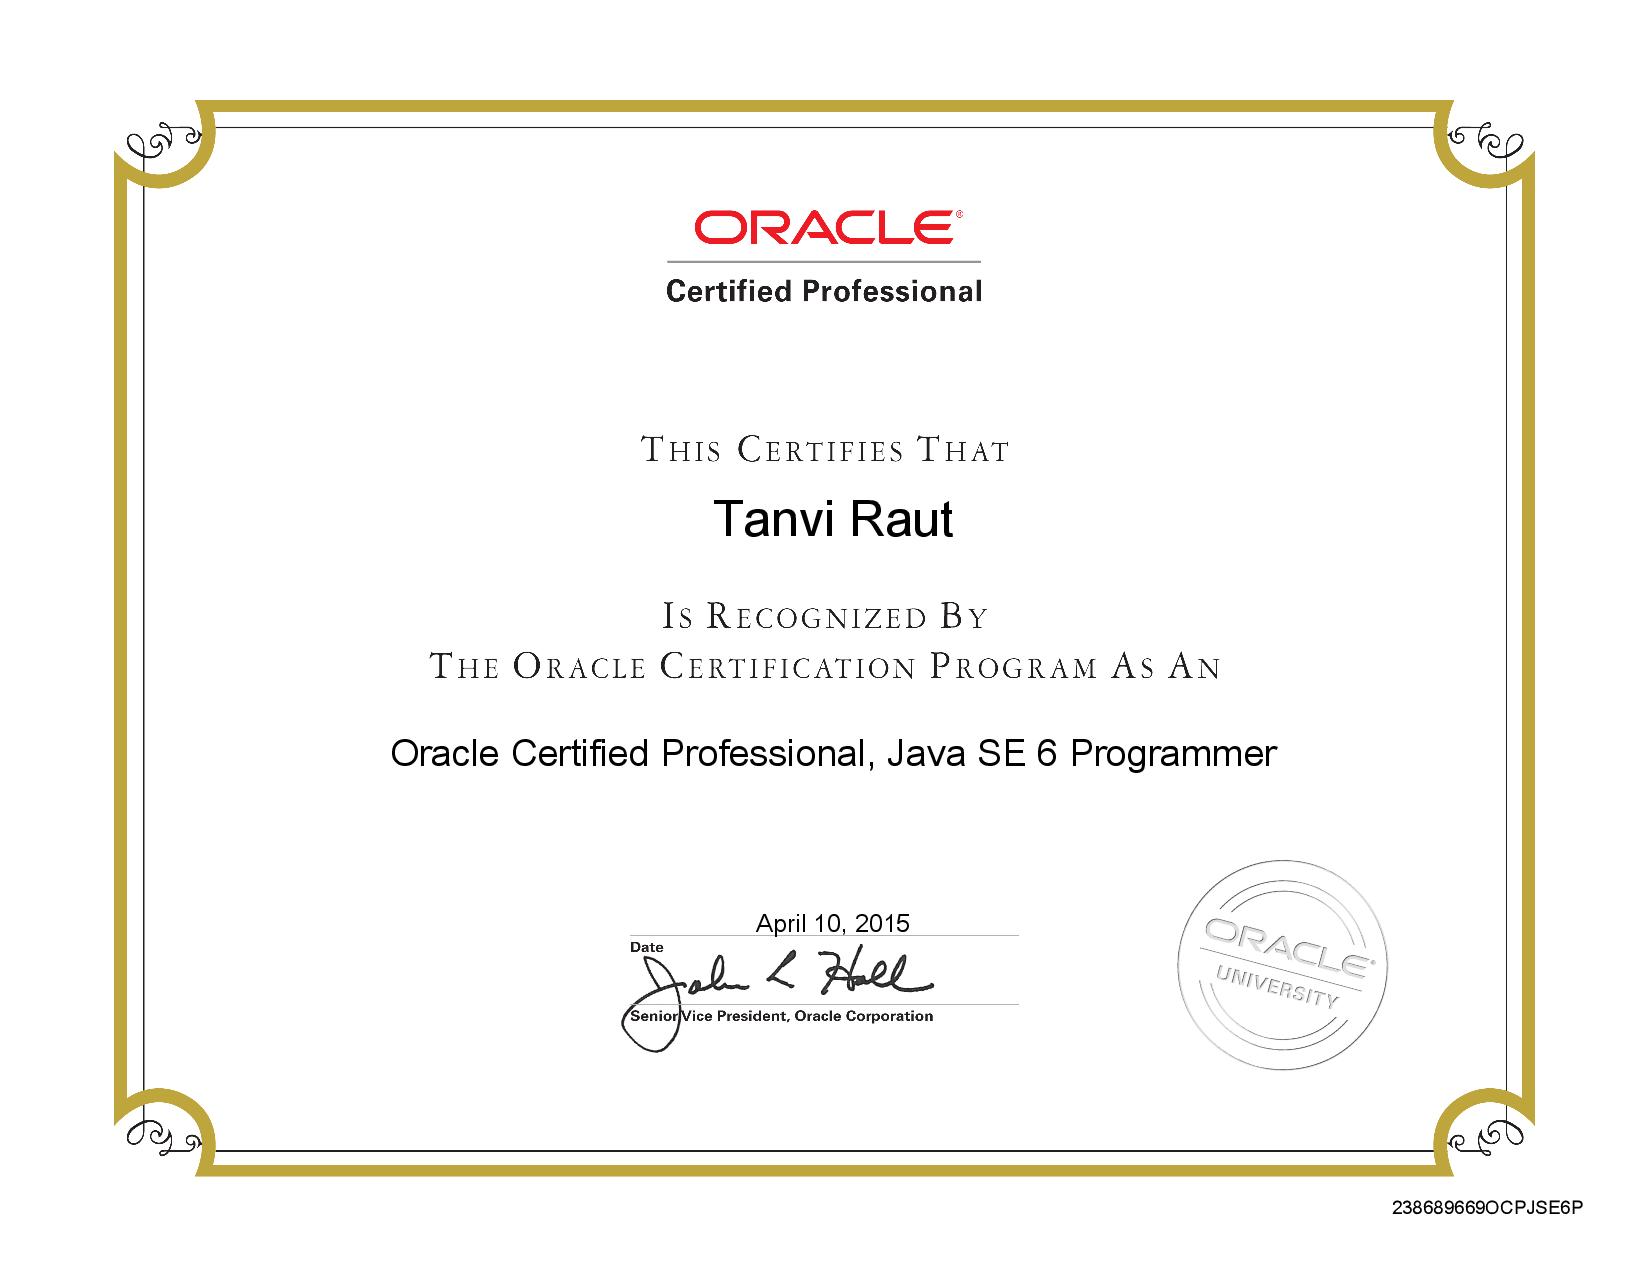 ORACLE®
Certified Professional
THIS CERTIFIES THAT
Tanvi Raut
IS RECOGNIZED BY
THE ORACLE CERTIFICATION PROGRAM AS AN
Oracle Certified Professional, Java SE 6 Programmer
April 10, 2015
Date
John L Hall
Senior Vice President, Oracle Corporation
ORACLE
UNIVERSITY
238689669OCPJSE6P